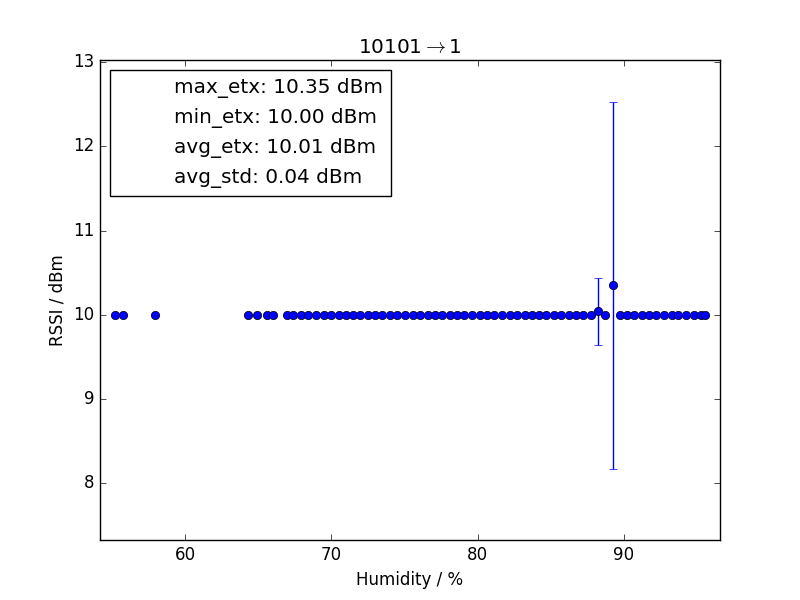 10101→1
max_etx: 10.35 dBm
min_etx: 10.00 dBm
avg_etx: 10.01 dBm
avg_std: 0.04 dBm
13
12
11
10
9
8
RSSI / dBm
60 70 80 90
Humidity / %